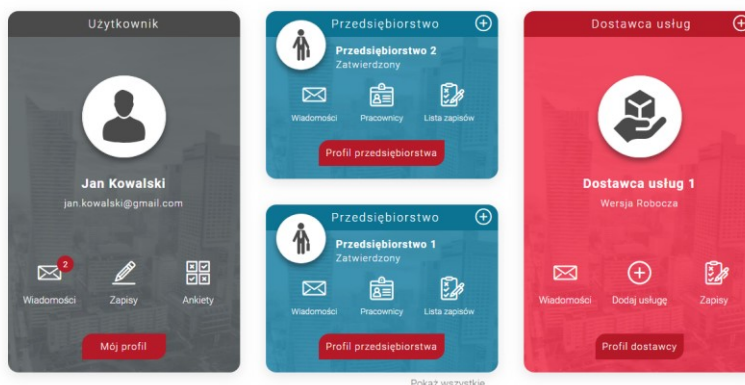 Użytkownik
Jan Kowalski
jan.kowalski@gmail.com
2
Wiadomości Zapisy Ankiety
Mój profil
Przedsiębiorstwo
Przedsiębiorstwo 2
Zatwierdzony
Wiadomości Pracownicy Lista zapisów
Profil przedsiębiorstwa
Przedsiębiorstwo
Przedsiębiorstwo 1
Zatwierdzony
Wiadomości Pracownicy Lista zapisów
Profil przedsiębiorstwa
Pokaż wszystkie
Dostawca usług
Dostawca usług 1
Wersja Robocza
Wiadomości Dodaj usługę Zapisy
Profil dostawcy